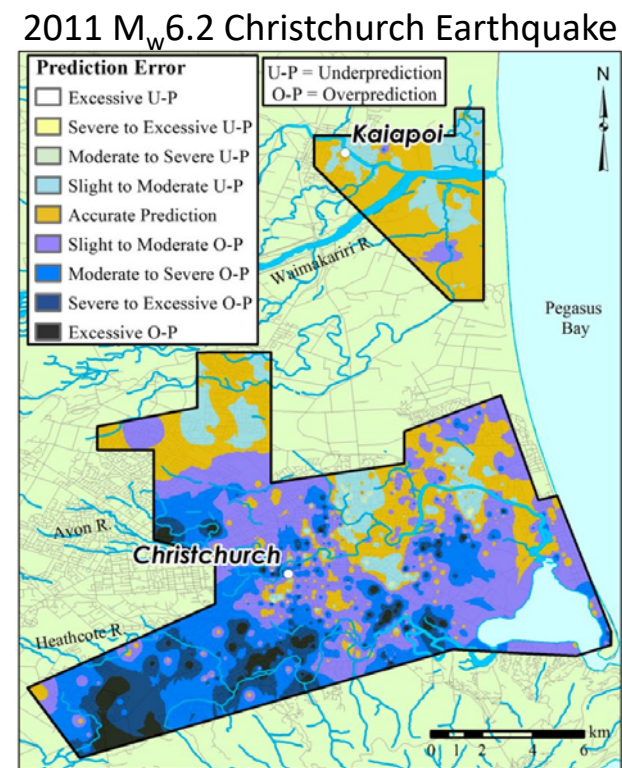 2011 Mw6.2 Christchurch Earthquake
Prediction Error
Excessive U-P
Severe to Excessive U-P
Moderate to Severe U-P
Slight to Moderate U-P
Accurate Prediction
Slight to Moderate O-P
Moderate to Severe O-P
Severe to Excessive O-P
Excessive O-P
U-P = Underprediction
O-P = Overprediction
N
Kaiapoi
Waimakariri R.
Pegasus
Bay
Avon R.
Christchurch
Heathcote R.
km
0 1 2 4 6